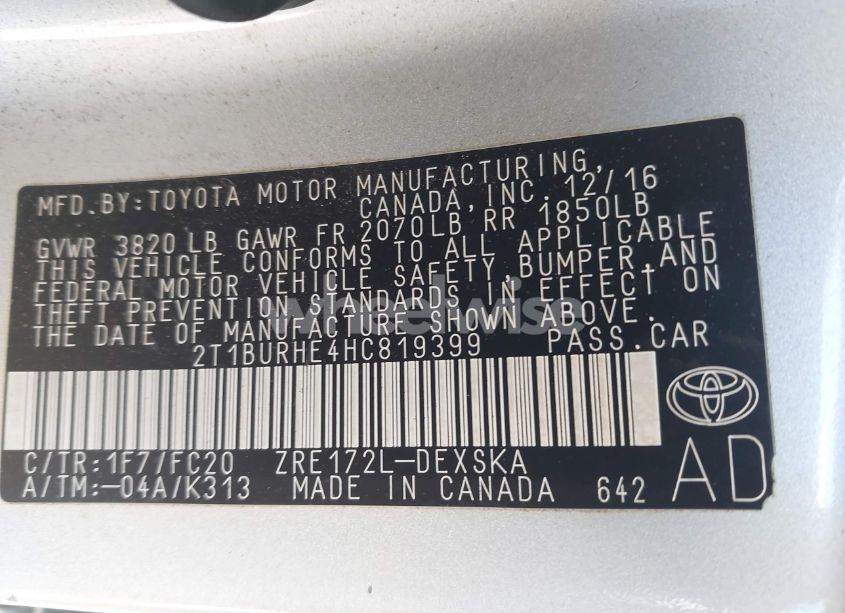 MFD.BY:TOYOTA MOTOR MANUFACTURING,
CANADA,INC. 12/16
GVWR 3820 LB GAWR FR 2070LB RR 1850LB
THIS VEHICLE CONFORMS TO ALL APPLICABLE
FEDERAL MOTOR VEHICLE SAFETY,BUMPER,AND
THEFT PREVENTION STANDARDS IN EFFECT ON
THE DATE OF MANUFACTURE SHOWN ABOVE.
2T1BURHE4HC819399 PASS.CAR
C/TR:1F7/FC20 ZRE172L-DEXSKA
A/TM:-04A/K313 MADE IN CANADA 642
AD
wheelwise